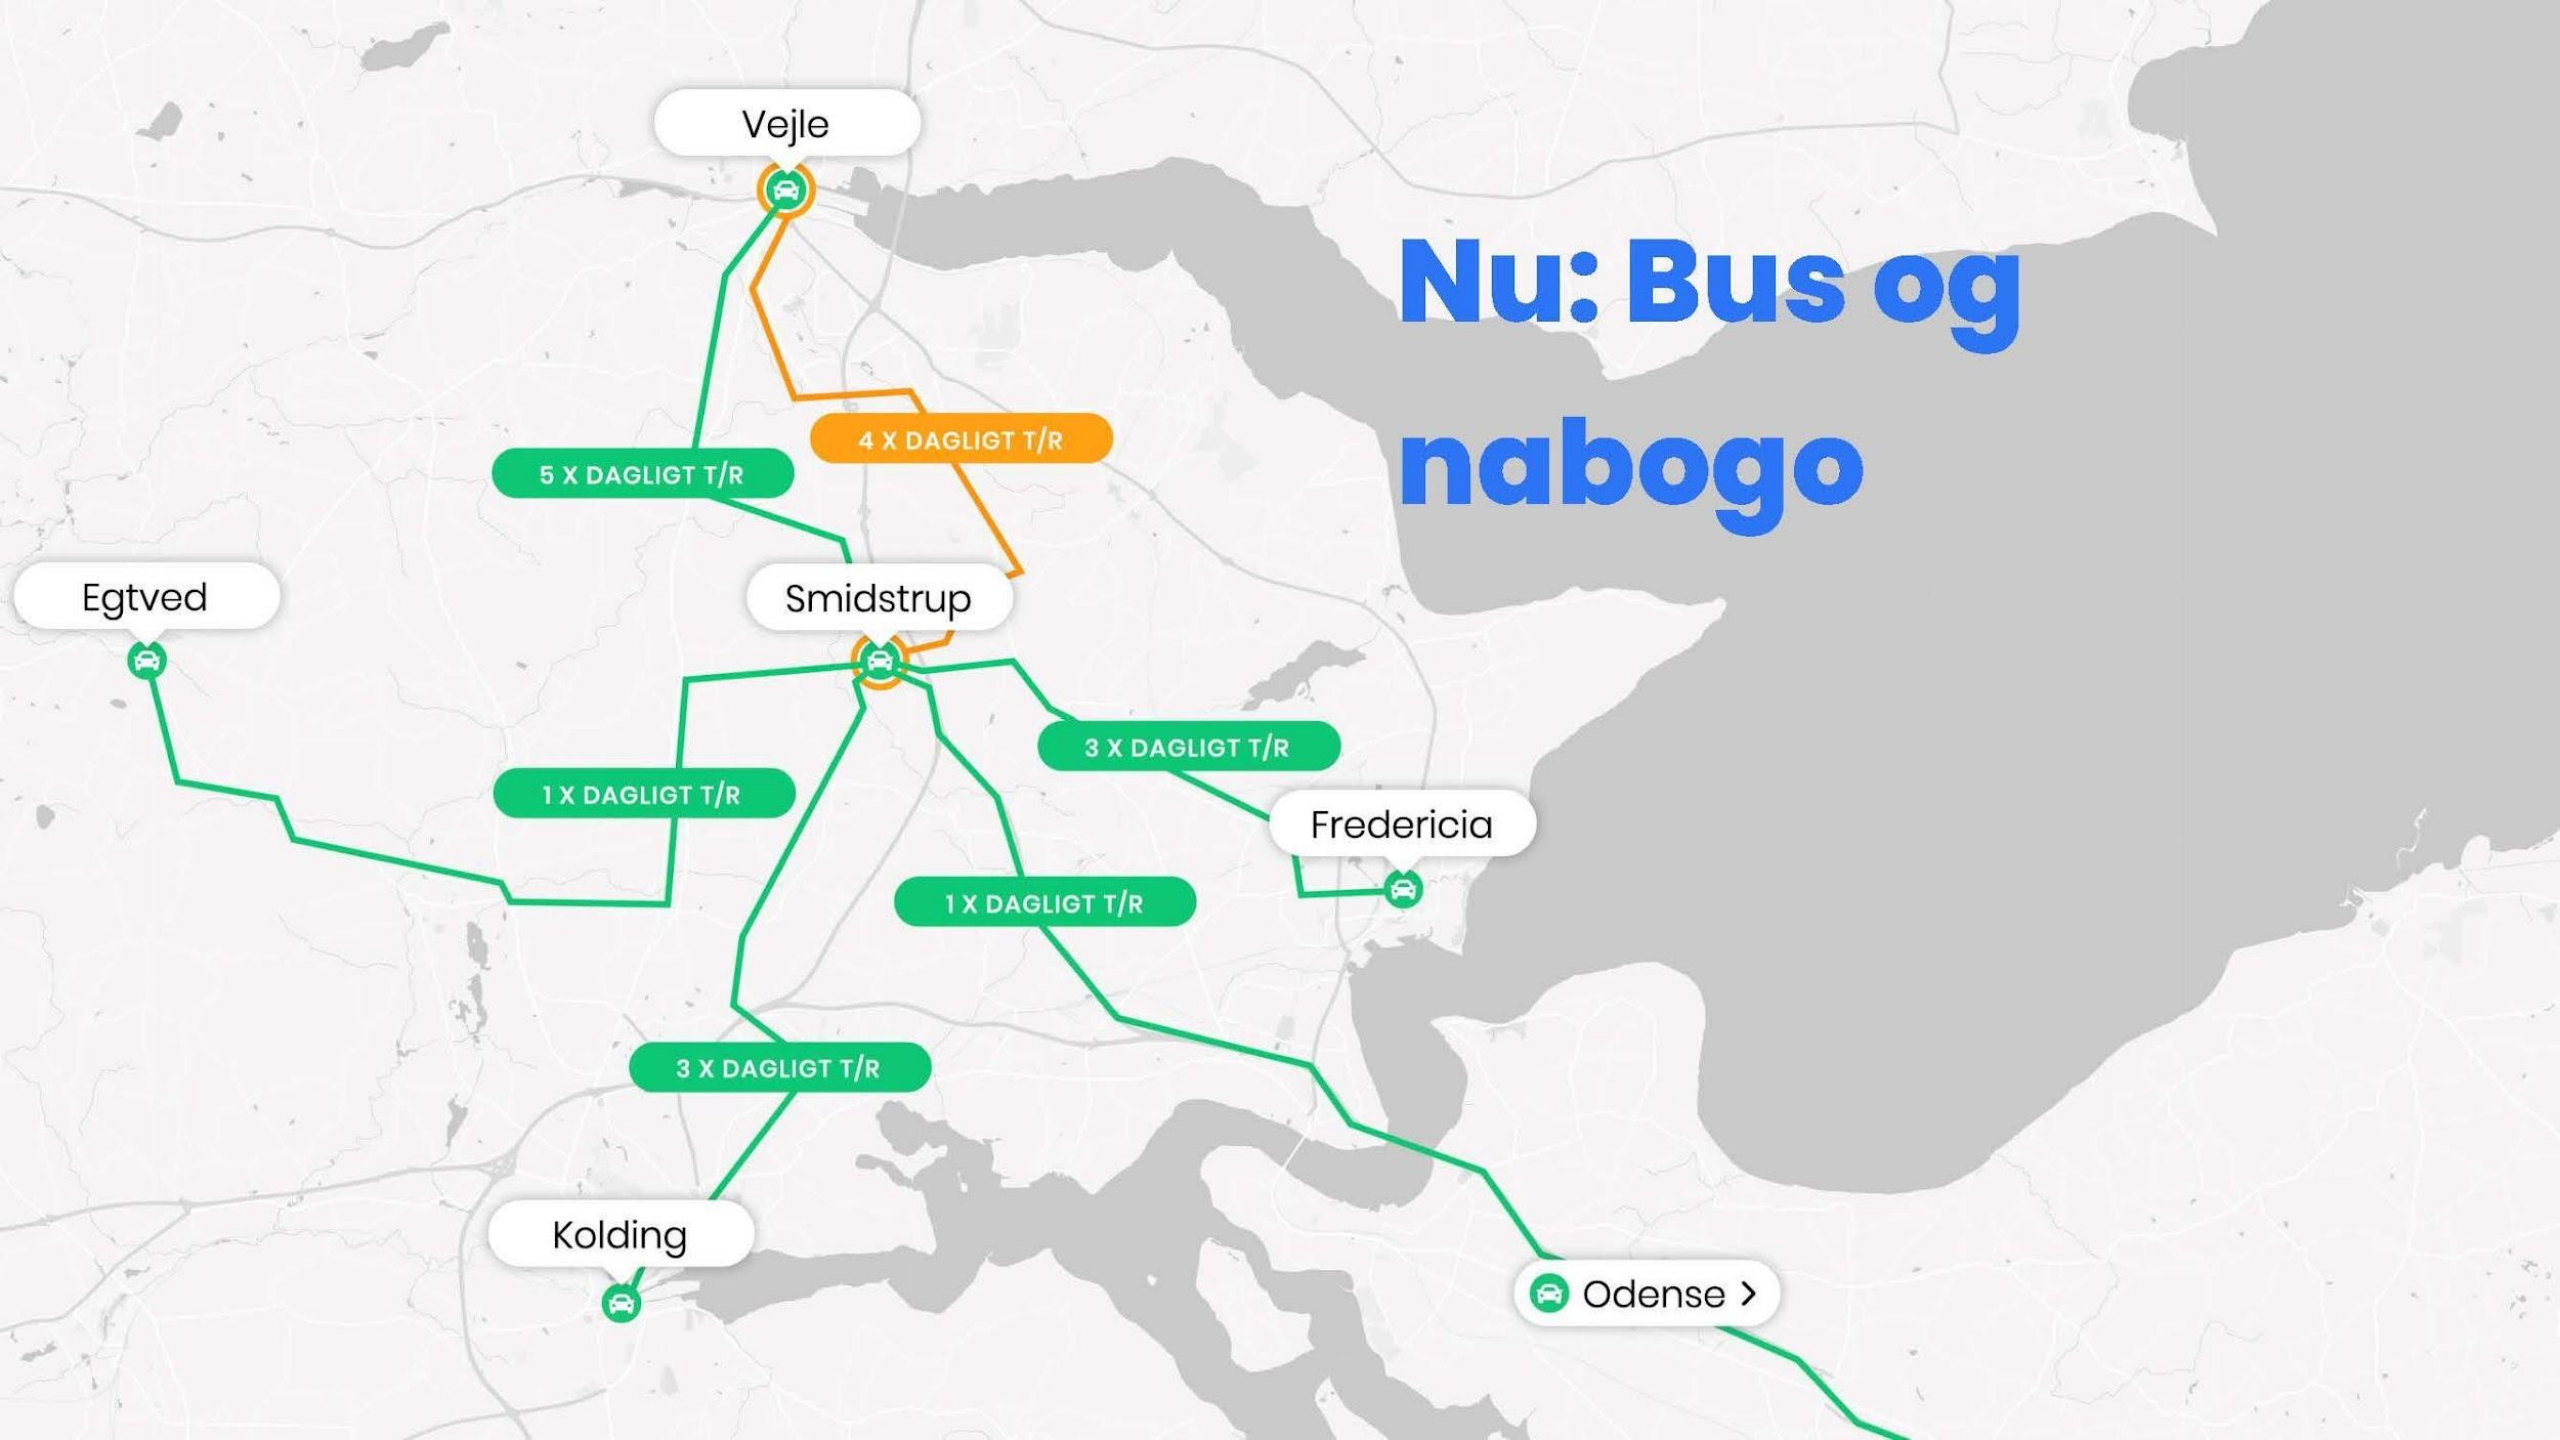 Vejle
Nu: Bus og
nabogo
4 X DAGLIGT T/R
5 X DAGLIGT T/R
Egtved
Smidstrup
3 X DAGLIGT T/R
1 X DAGLIGT T/R
Fredericia
1 X DAGLIGT T/R
3 X DAGLIGT T/R
Kolding
Odense >